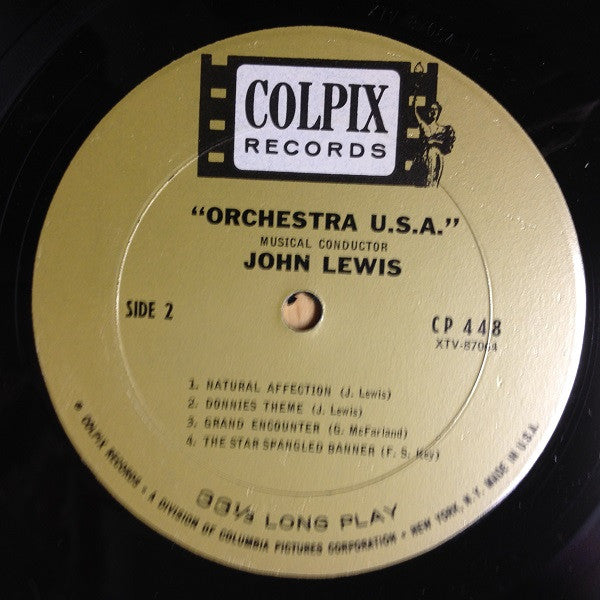 COLPIX
RECORDS
"ORCHESTRA U.S.A."
MUSICAL CONDUCTOR
JOHN LEWIS
SIDE 2
CP 448
XTV-87064
1. NATURAL AFFECTION (J. Lewis)
2. DONNIES THEME (J. Lewis)
3. GRAND ENCOUNTER (G. McFarland)
4. THE STAR SPANGLED BANNER (F. S. Key)
33⅓ LONG PLAY
COLPIX RECORDS • A DIVISION OF COLUMBIA PICTURES CORPORATION • NEW YORK, N.Y. MADE IN U.S.A.